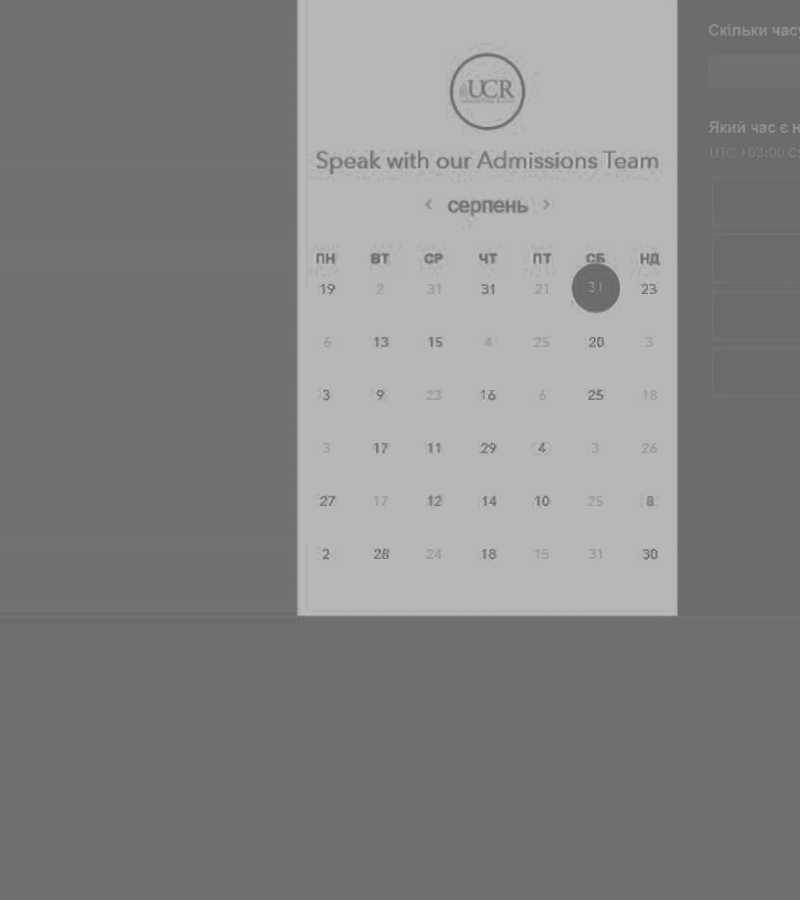 UCR
Speak with our Admissions Team
< серпень >
ПН ВТ СР ЧТ ПТ СБ НД
19 2 31 31 21 31 23
6 13 15 4 25 20 3
3 9 23 16 6 25 18
3 17 11 29 4 3 26
27 17 12 14 10 25 8
2 28 24 18 15 31 30
Скільки часу
Який час є н
UTC +03:00